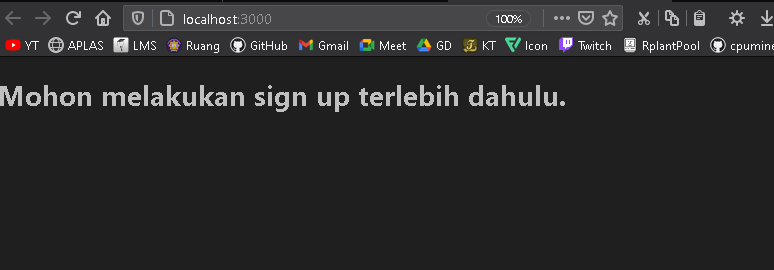 localhost:3000 100%
YT APLAS LMS Ruang GitHub Gmail Meet GD KT Icon Twitch RplantPool cpumine
Mohon melakukan sign up terlebih dahulu.